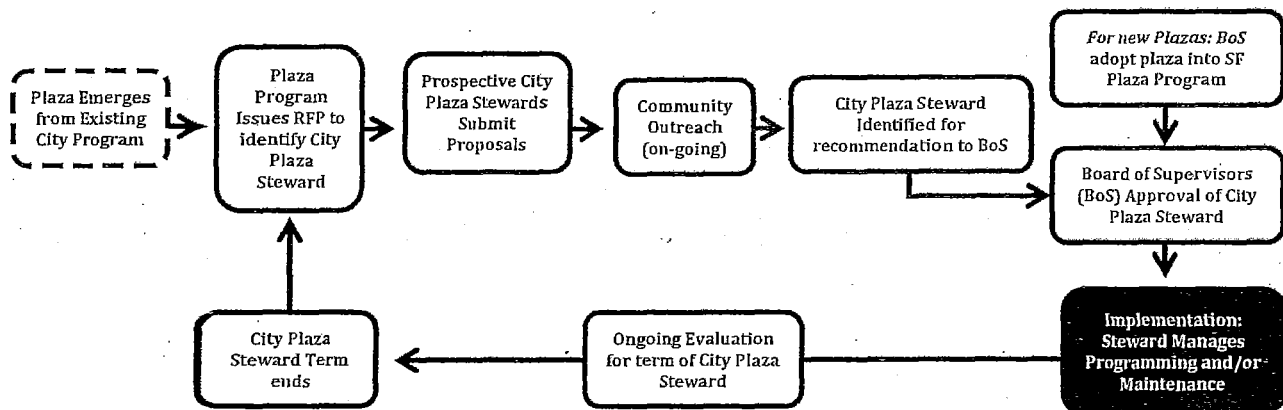 Plaza Emerges
from Existing
City Program
Plaza
Program
Issues RFP to
identify City
Plaza
Steward
Prospective City
Plaza Stewards
Submit
Proposals
Community
Outreach
(on-going)
City Plaza Steward
Identified for
recommendation to BoS
For new Plazas: BoS
adopt plaza into SF
Plaza Program
Board of Supervisors
(BoS) Approval of City
Plaza Steward
Implementation:
Steward Manages
Programming and/or
Maintenance
Ongoing Evaluation
for term of City Plaza
Steward
City Plaza
Steward Term
ends